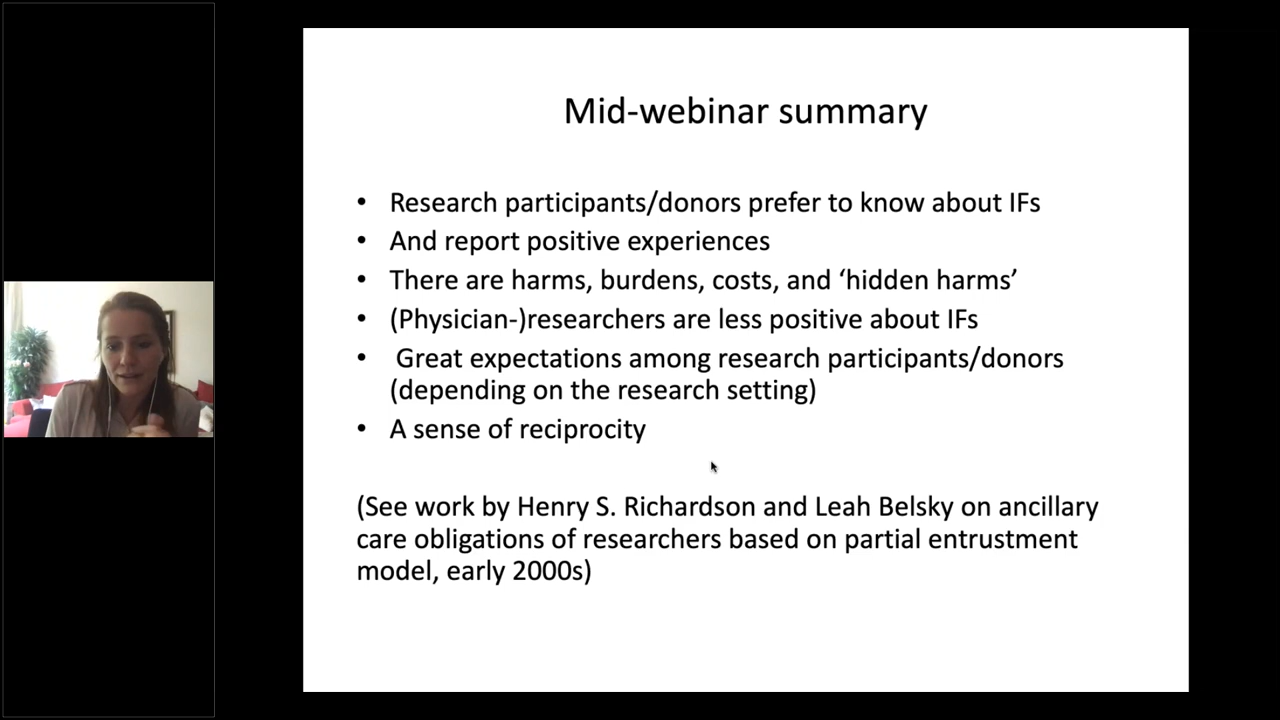 Mid-webinar summary
• Research participants/donors prefer to know about IFs
• And report positive experiences
• There are harms, burdens, costs, and ‘hidden harms’
• (Physician-)researchers are less positive about IFs
• Great expectations among research participants/donors
(depending on the research setting)
• A sense of reciprocity
(See work by Henry S. Richardson and Leah Belsky on ancillary
care obligations of researchers based on partial entrustment
model, early 2000s)